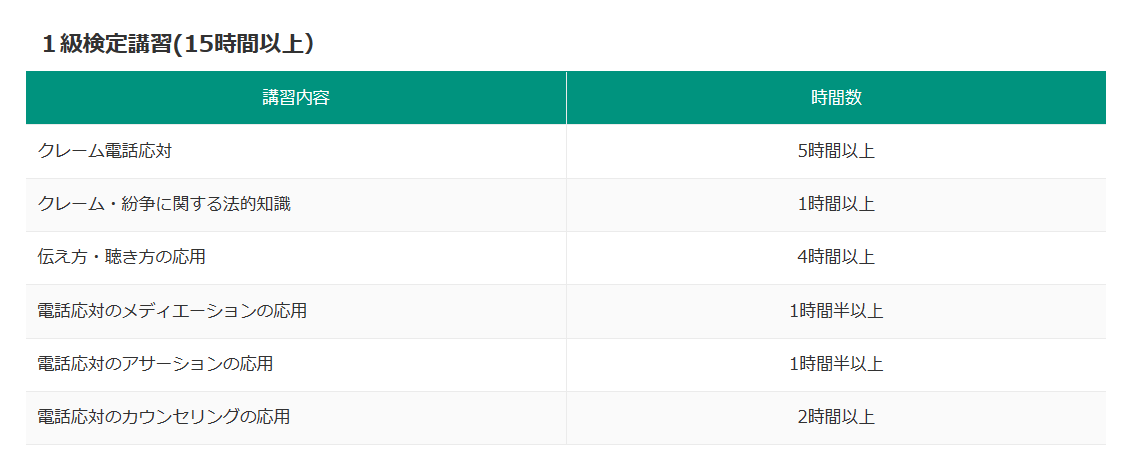 １級検定講習(15時間以上)
講習内容 時間数
クレーム電話応対 5時間以上
クレーム・紛争に関する法的知識 1時間以上
伝え方・聴き方の応用 4時間以上
電話応対のメディエーションの応用 1時間半以上
電話応対のアサーションの応用 1時間半以上
電話応対のカウンセリングの応用 2時間以上